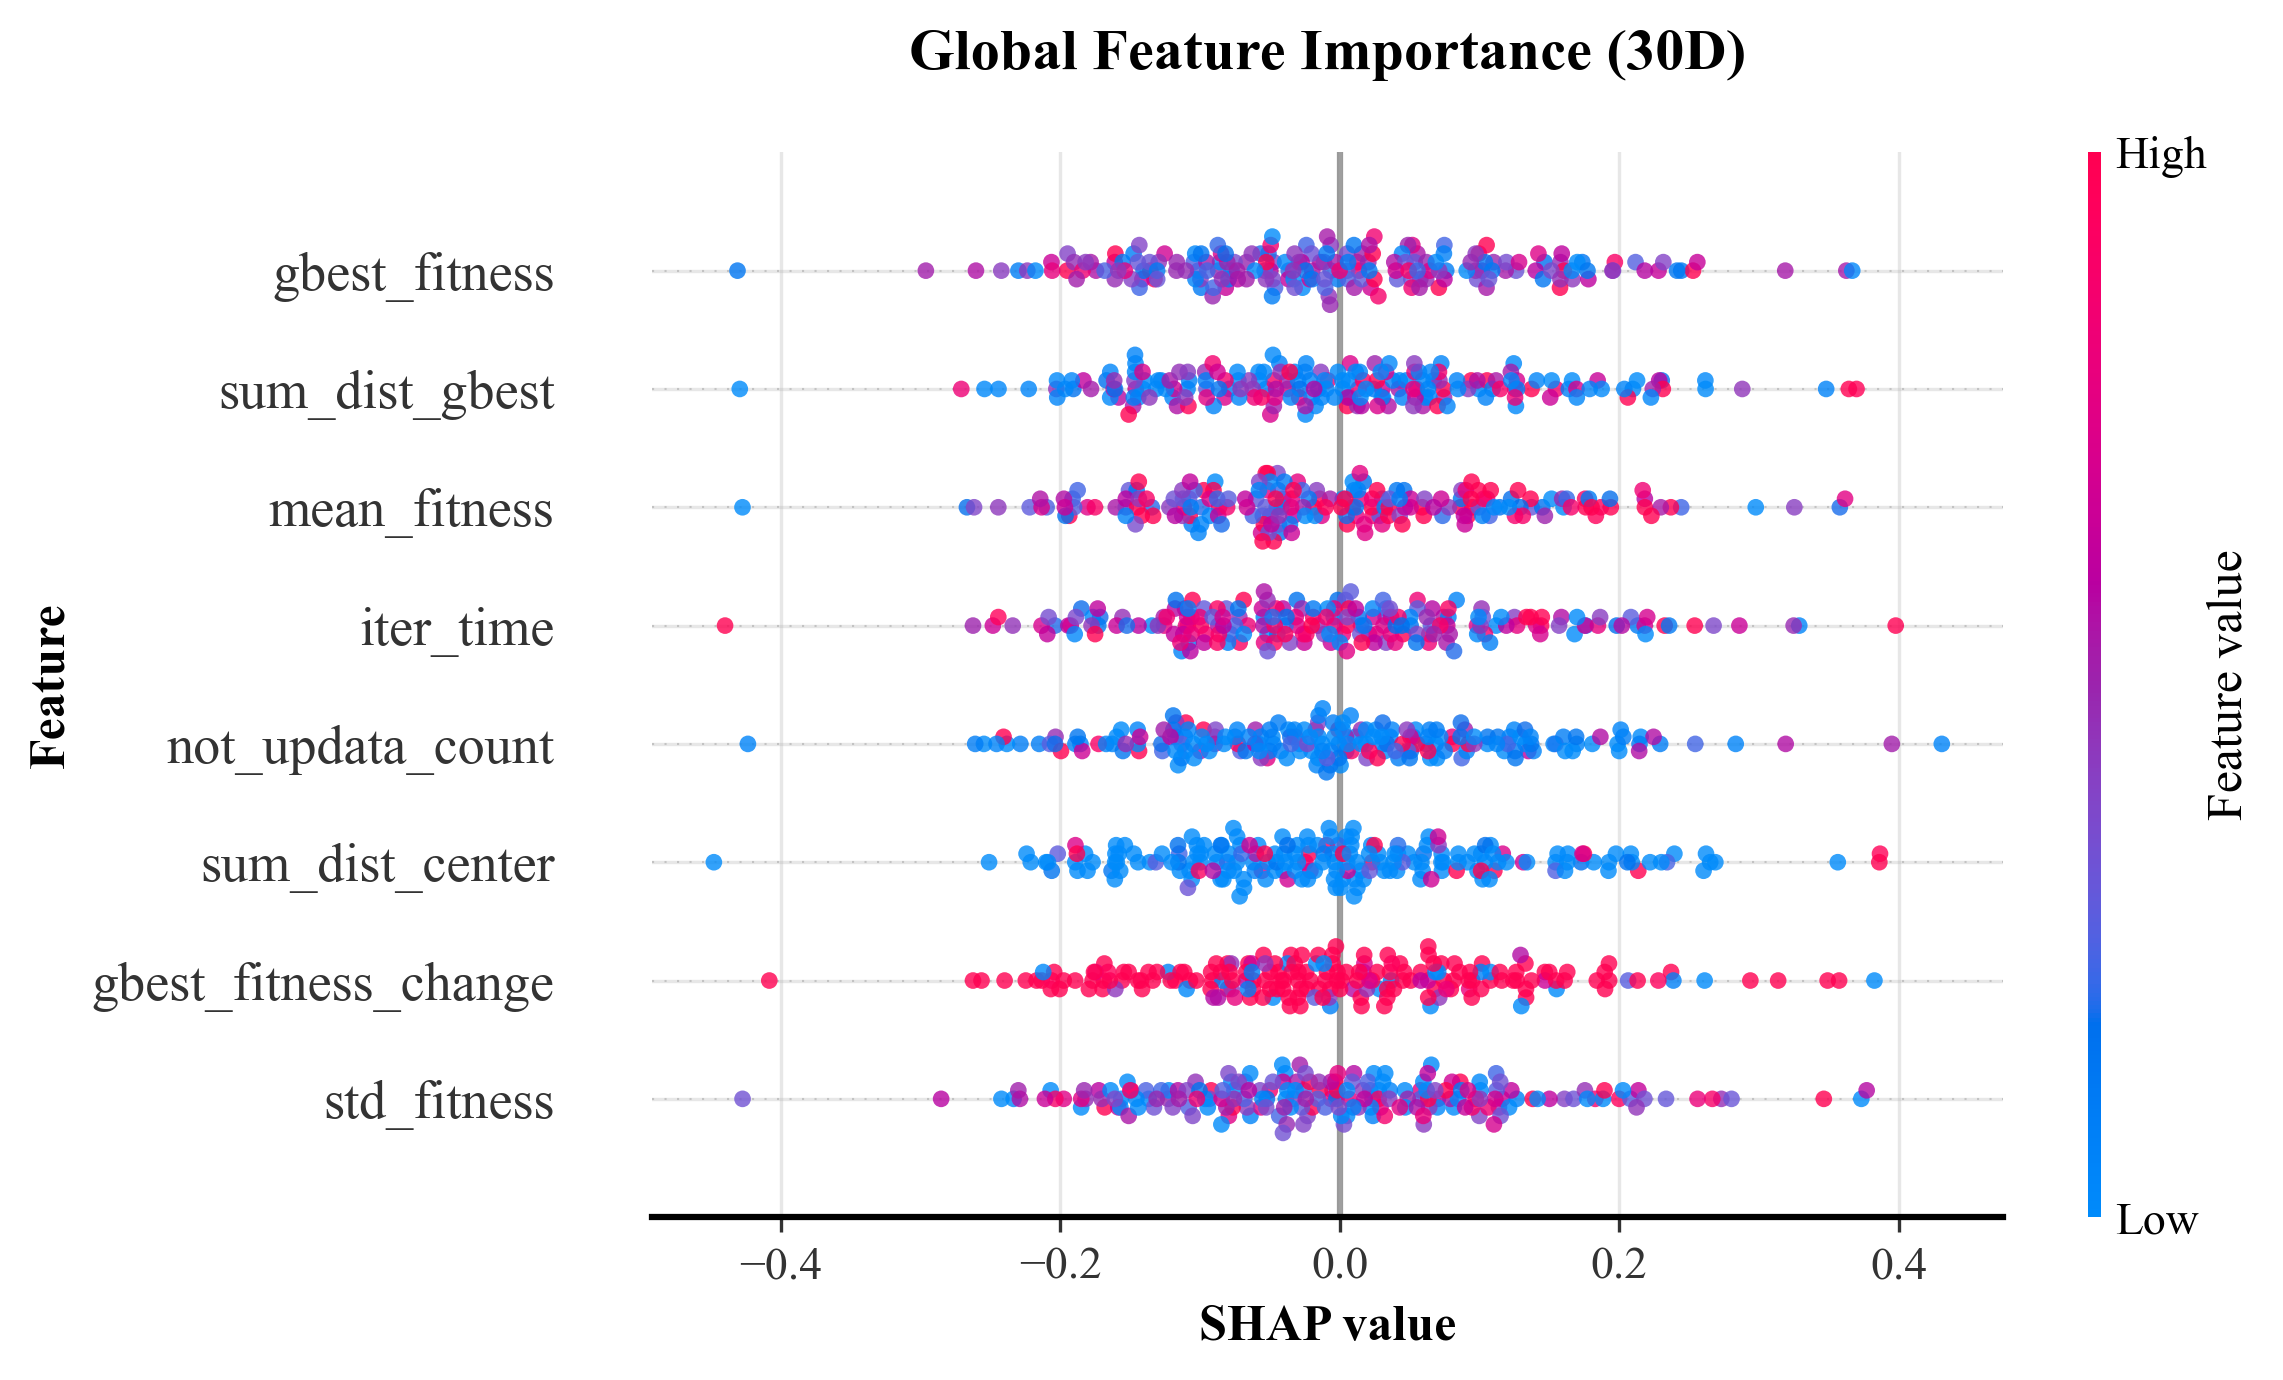 Global Feature Importance (30D)
High
gbest_fitness
sum_dist_gbest
mean_fitness
iter_time
not_updata_count
sum_dist_center
gbest_fitness_change
std_fitness
Feature
Feature value
Low
−0.4
−0.2
0.0
0.2
0.4
SHAP value